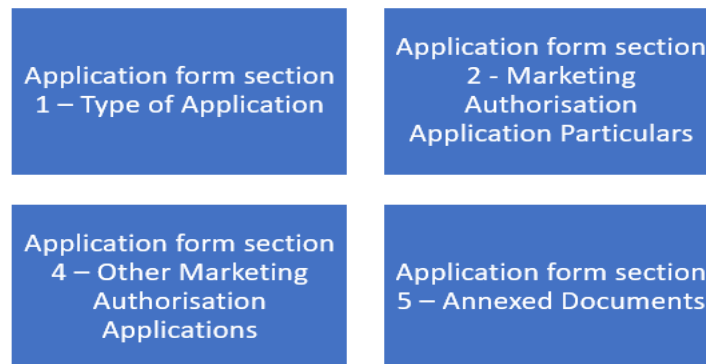 Application form section
1 – Type of Application
Application form section
2 - Marketing
Authorisation
Application Particulars
Application form section
4 – Other Marketing
Authorisation
Applications
Application form section
5 – Annexed Documents